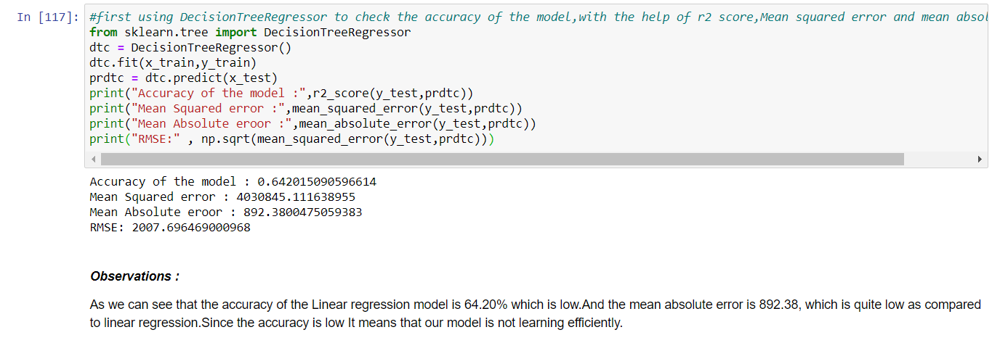 In [117]: #first using DecisionTreeRegressor to check the accuracy of the model,with the help of r2 score,Mean squared error and mean absol
from sklearn.tree import DecisionTreeRegressor
dtc = DecisionTreeRegressor()
dtc.fit(x_train,y_train)
prdtc = dtc.predict(x_test)
print("Accuracy of the model :",r2_score(y_test,prdtc))
print("Mean Squared error :",mean_squared_error(y_test,prdtc))
print("Mean Absolute eroor :",mean_absolute_error(y_test,prdtc))
print("RMSE:" , np.sqrt(mean_squared_error(y_test,prdtc)))
Accuracy of the model : 0.642015090596614
Mean Squared error : 4030845.111638955
Mean Absolute eroor : 892.3800475059383
RMSE: 2007.696469000968
Observations :
As we can see that the accuracy of the Linear regression model is 64.20% which is low.And the mean absolute error is 892.38, which is quite low as compared
to linear regression.Since the accuracy is low It means that our model is not learning efficiently.